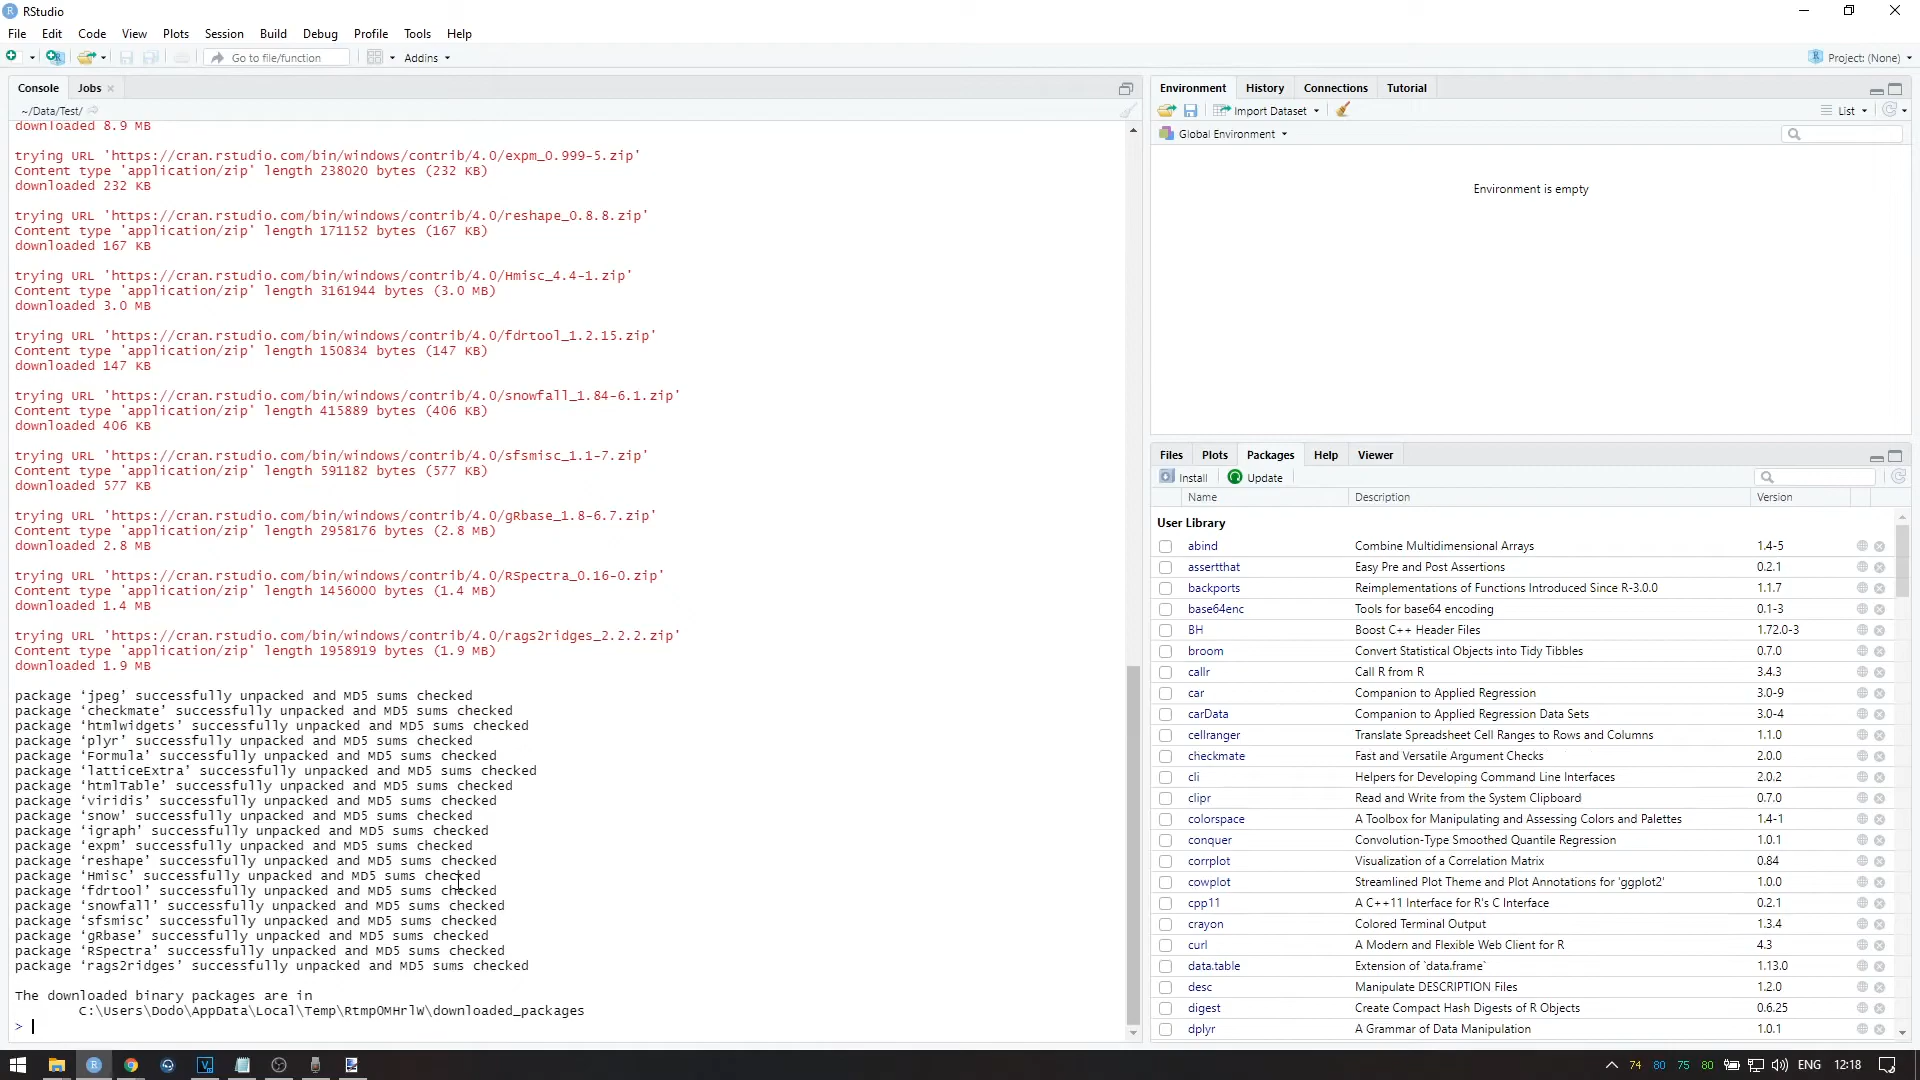 RStudio
File Edit Code View Plots Session Build Debug Profile Tools Help
Go to file/function Addins Project: (None)
Console Jobs
~/Data/Test/
downloaded 8.9 MB
trying URL 'https://cran.rstudio.com/bin/windows/contrib/4.0/expm_0.999-5.zip'
Content type 'application/zip' length 238020 bytes (232 KB)
downloaded 232 KB
trying URL 'https://cran.rstudio.com/bin/windows/contrib/4.0/reshape_0.8.8.zip'
Content type 'application/zip' length 171152 bytes (167 KB)
downloaded 167 KB
trying URL 'https://cran.rstudio.com/bin/windows/contrib/4.0/Hmisc_4.4-1.zip'
Content type 'application/zip' length 3161944 bytes (3.0 MB)
downloaded 3.0 MB
trying URL 'https://cran.rstudio.com/bin/windows/contrib/4.0/fdrtool_1.2.15.zip'
Content type 'application/zip' length 150834 bytes (147 KB)
downloaded 147 KB
trying URL 'https://cran.rstudio.com/bin/windows/contrib/4.0/snowfall_1.84-6.1.zip'
Content type 'application/zip' length 415889 bytes (406 KB)
downloaded 406 KB
trying URL 'https://cran.rstudio.com/bin/windows/contrib/4.0/sfsmisc_1.1-7.zip'
Content type 'application/zip' length 591182 bytes (577 KB)
downloaded 577 KB
trying URL 'https://cran.rstudio.com/bin/windows/contrib/4.0/gRbase_1.8-6.7.zip'
Content type 'application/zip' length 2958176 bytes (2.8 MB)
downloaded 2.8 MB
trying URL 'https://cran.rstudio.com/bin/windows/contrib/4.0/RSpectra_0.16-0.zip'
Content type 'application/zip' length 1456000 bytes (1.4 MB)
downloaded 1.4 MB
trying URL 'https://cran.rstudio.com/bin/windows/contrib/4.0/rags2ridges_2.2.2.zip'
Content type 'application/zip' length 1958919 bytes (1.9 MB)
downloaded 1.9 MB
package ‘jpeg’ successfully unpacked and MD5 sums checked
package ‘checkmate’ successfully unpacked and MD5 sums checked
package ‘htmlwidgets’ successfully unpacked and MD5 sums checked
package ‘plyr’ successfully unpacked and MD5 sums checked
package ‘Formula’ successfully unpacked and MD5 sums checked
package ‘latticeExtra’ successfully unpacked and MD5 sums checked
package ‘htmlTable’ successfully unpacked and MD5 sums checked
package ‘viridis’ successfully unpacked and MD5 sums checked
package ‘snow’ successfully unpacked and MD5 sums checked
package ‘igraph’ successfully unpacked and MD5 sums checked
package ‘expm’ successfully unpacked and MD5 sums checked
package ‘reshape’ successfully unpacked and MD5 sums checked
package ‘Hmisc’ successfully unpacked and MD5 sums checked
package ‘fdrtool’ successfully unpacked and MD5 sums checked
package ‘snowfall’ successfully unpacked and MD5 sums checked
package ‘sfsmisc’ successfully unpacked and MD5 sums checked
package ‘gRbase’ successfully unpacked and MD5 sums checked
package ‘RSpectra’ successfully unpacked and MD5 sums checked
package ‘rags2ridges’ successfully unpacked and MD5 sums checked
The downloaded binary packages are in
C:\Users\Dodo\AppData\Local\Temp\RtmpOMHrlW\downloaded_packages
>
Environment History Connections Tutorial
Import Dataset List
Global Environment
Environment is empty
Files Plots Packages Help Viewer
Install Update
Name Description Version
User Library
abind Combine Multidimensional Arrays 1.4-5
assertthat Easy Pre and Post Assertions 0.2.1
backports Reimplementations of Functions Introduced Since R-3.0.0 1.1.7
base64enc Tools for base64 encoding 0.1-3
BH Boost C++ Header Files 1.72.0-3
broom Convert Statistical Objects into Tidy Tibbles 0.7.0
callr Call R from R 3.4.3
car Companion to Applied Regression 3.0-9
carData Companion to Applied Regression Data Sets 3.0-4
cellranger Translate Spreadsheet Cell Ranges to Rows and Columns 1.1.0
checkmate Fast and Versatile Argument Checks 2.0.0
cli Helpers for Developing Command Line Interfaces 2.0.2
clipr Read and Write from the System Clipboard 0.7.0
colorspace A Toolbox for Manipulating and Assessing Colors and Palettes 1.4-1
conquer Convolution-Type Smoothed Quantile Regression 1.0.1
corrplot Visualization of a Correlation Matrix 0.84
cowplot Streamlined Plot Theme and Plot Annotations for 'ggplot2' 1.0.0
cpp11 A C++11 Interface for R's C Interface 0.2.1
crayon Colored Terminal Output 1.3.4
curl A Modern and Flexible Web Client for R 4.3
data.table Extension of `data.frame` 1.13.0
desc Manipulate DESCRIPTION Files 1.2.0
digest Create Compact Hash Digests of R Objects 0.6.25
dplyr A Grammar of Data Manipulation 1.0.1
74 80 75 80 ENG 12:18